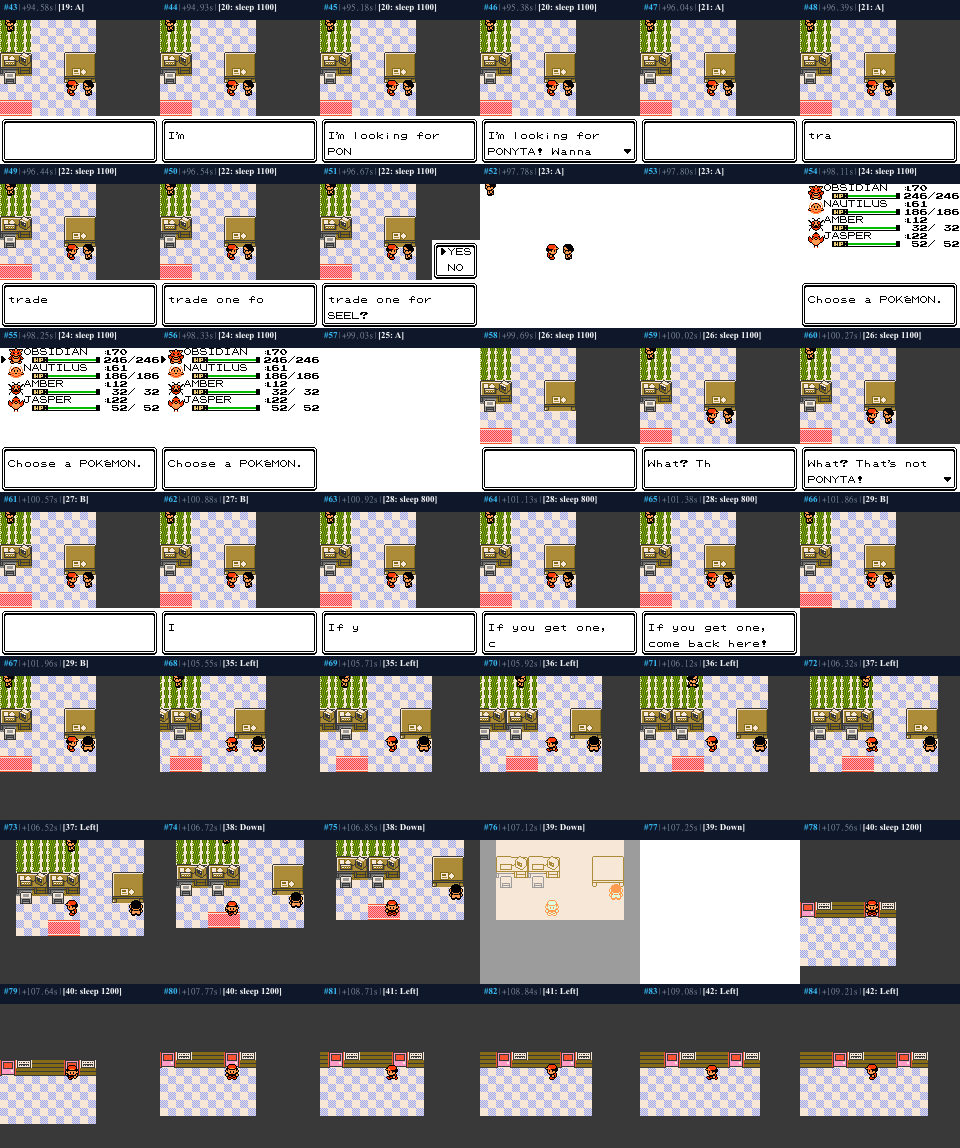 #43|+94.58s| [19: A]
#44|+94.93s| [20: sleep 1100]
#45|+95.18s| [20: sleep 1100]
#46|+95.38s| [20: sleep 1100]
#47|+96.04s| [21: A]
#48|+96.39s| [21: A]
I'm
I'm looking for
PON
I'm looking for
PONYTA! Wanna
tra
#49|+96.44s| [22: sleep 1100]
#50|+96.54s| [22: sleep 1100]
#51|+96.67s| [22: sleep 1100]
#52|+97.78s| [23: A]
#53|+97.80s| [23: A]
#54|+98.11s| [24: sleep 1100]
OBSIDIAN :L70
HP: 246/246
NAUTILUS :L61
HP: 186/186
AMBER :L12
HP: 32/ 32
JASPER :L22
HP: 52/ 52
YES
NO
trade
trade one fo
trade one for
SEEL?
Choose a POKéMON.
#55|+98.25s| [24: sleep 1100]
#56|+98.33s| [24: sleep 1100]
#57|+99.03s| [25: A]
#58|+99.69s| [26: sleep 1100]
#59|+100.02s| [26: sleep 1100]
#60|+100.27s| [26: sleep 1100]
OBSIDIAN :L70
HP: 246/246
NAUTILUS :L61
HP: 186/186
AMBER :L12
HP: 32/ 32
JASPER :L22
HP: 52/ 52
OBSIDIAN :L70
HP: 246/246
NAUTILUS :L61
HP: 186/186
AMBER :L12
HP: 32/ 32
JASPER :L22
HP: 52/ 52
Choose a POKéMON.
Choose a POKéMON.
What? Th
What? That's not
PONYTA!
#61|+100.57s| [27: B]
#62|+100.88s| [27: B]
#63|+100.92s| [28: sleep 800]
#64|+101.13s| [28: sleep 800]
#65|+101.38s| [28: sleep 800]
#66|+101.86s| [29: B]
I
If y
If you get one,
c
If you get one,
come back here!
#67|+101.96s| [29: B]
#68|+105.55s| [35: Left]
#69|+105.71s| [35: Left]
#70|+105.92s| [36: Left]
#71|+106.12s| [36: Left]
#72|+106.32s| [37: Left]
#73|+106.52s| [37: Left]
#74|+106.72s| [38: Down]
#75|+106.85s| [38: Down]
#76|+107.12s| [39: Down]
#77|+107.25s| [39: Down]
#78|+107.56s| [40: sleep 1200]
#79|+107.64s| [40: sleep 1200]
#80|+107.77s| [40: sleep 1200]
#81|+108.71s| [41: Left]
#82|+108.84s| [41: Left]
#83|+109.08s| [42: Left]
#84|+109.21s| [42: Left]